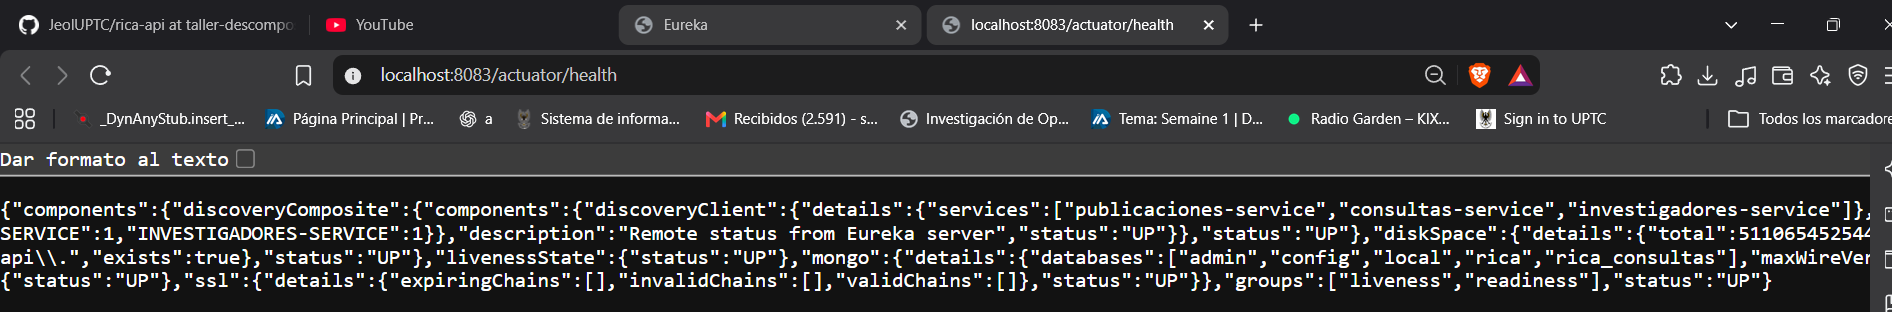 JeolUPTC/rica-api at taller-descompo
YouTube
Eureka
localhost:8083/actuator/health
localhost:8083/actuator/health
_DynAnyStub.insert_...
Página Principal | Pr...
a
Sistema de informa...
Recibidos (2.591) - s...
Investigación de Op...
Tema: Semaine 1 | D...
Radio Garden – KIX...
Sign in to UPTC
Todos los marcadore
Dar formato al texto
{"components":{"discoveryComposite":{"components":{"discoveryClient":{"details":{"services":["publicaciones-service","consultas-service","investigadores-service"]},
SERVICE":1,"INVESTIGADORES-SERVICE":1}},"description":"Remote status from Eureka server","status":"UP"}},"status":"UP"},"diskSpace":{"details":{"total":511065452544
api\\.","exists":true},"status":"UP"},"livenessState":{"status":"UP"},"mongo":{"details":{"databases":["admin","config","local","rica","rica_consultas"],"maxWireVer
{"status":"UP"},"ssl":{"details":{"expiringChains":[],"invalidChains":[],"validChains":[]},"status":"UP"}},"groups":["liveness","readiness"],"status":"UP"}